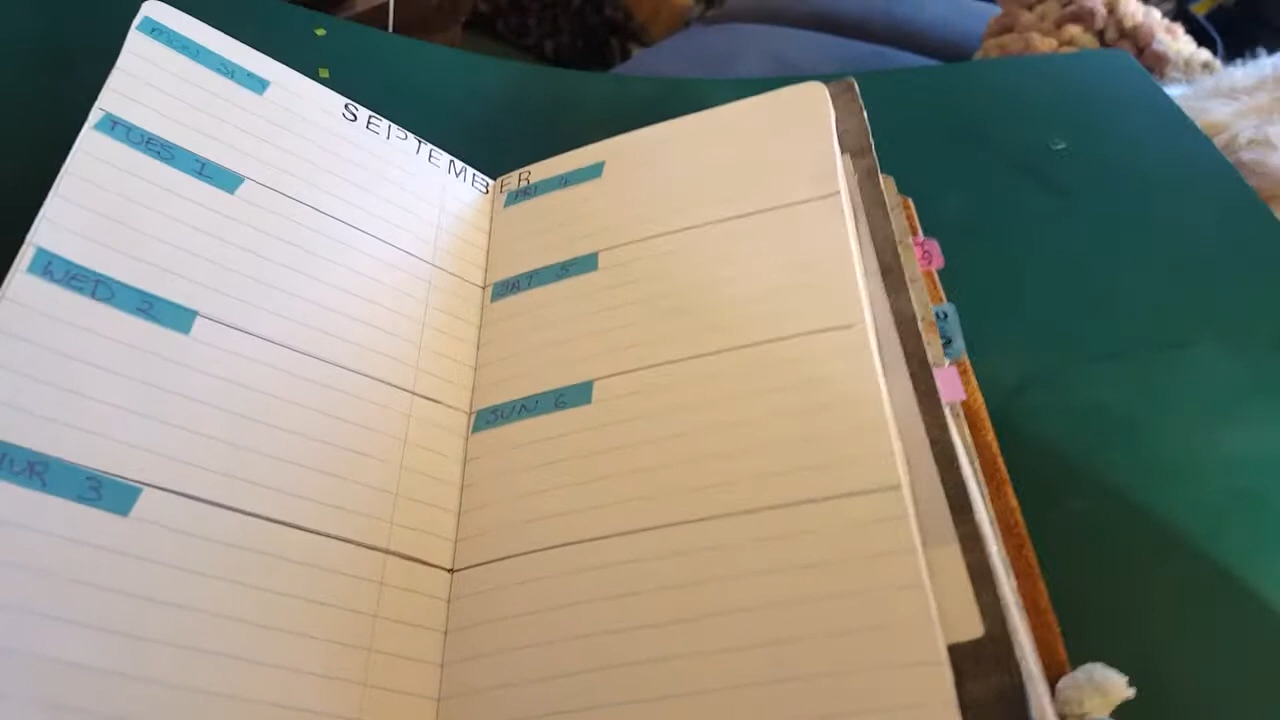 MON 31
SEPTEMBER
TUES 1
WED 2
HUR 3
FRI 4
SAT 5
SUN 6